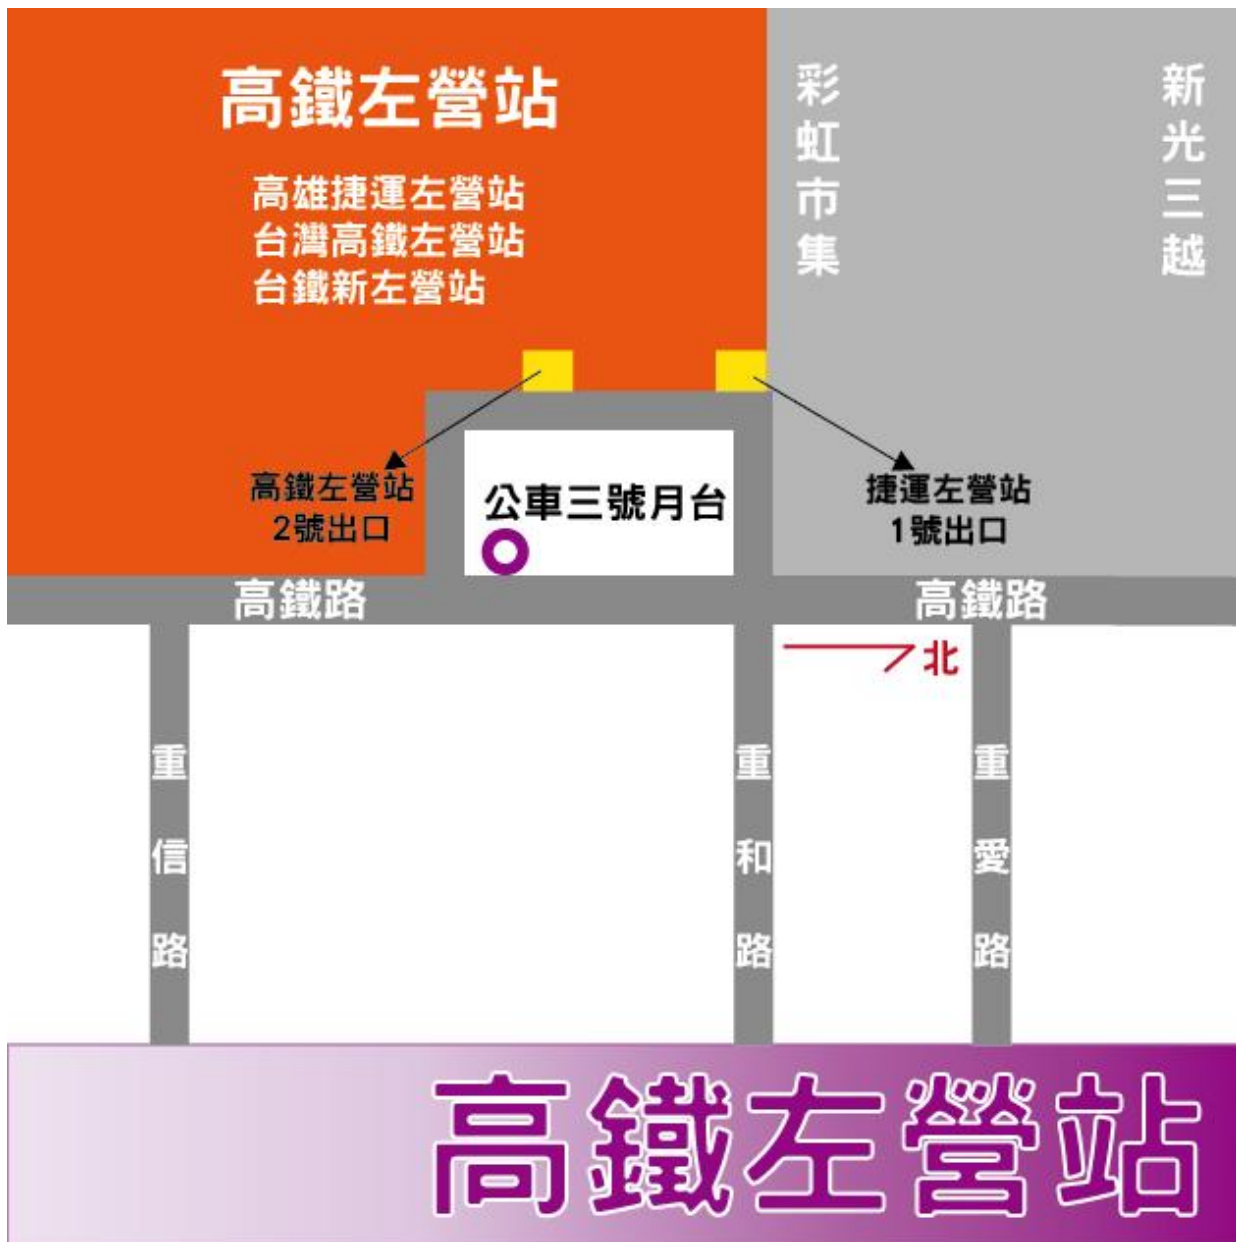 高鐵左營站
高雄捷運左營站
台灣高鐵左營站
台鐵新左營站
彩虹市集
新光三越
高鐵左營站
2號出口
公車三號月台
捷運左營站
1號出口
高鐵路
高鐵路
北
重信路
重和路
重愛路
高鐵左營站